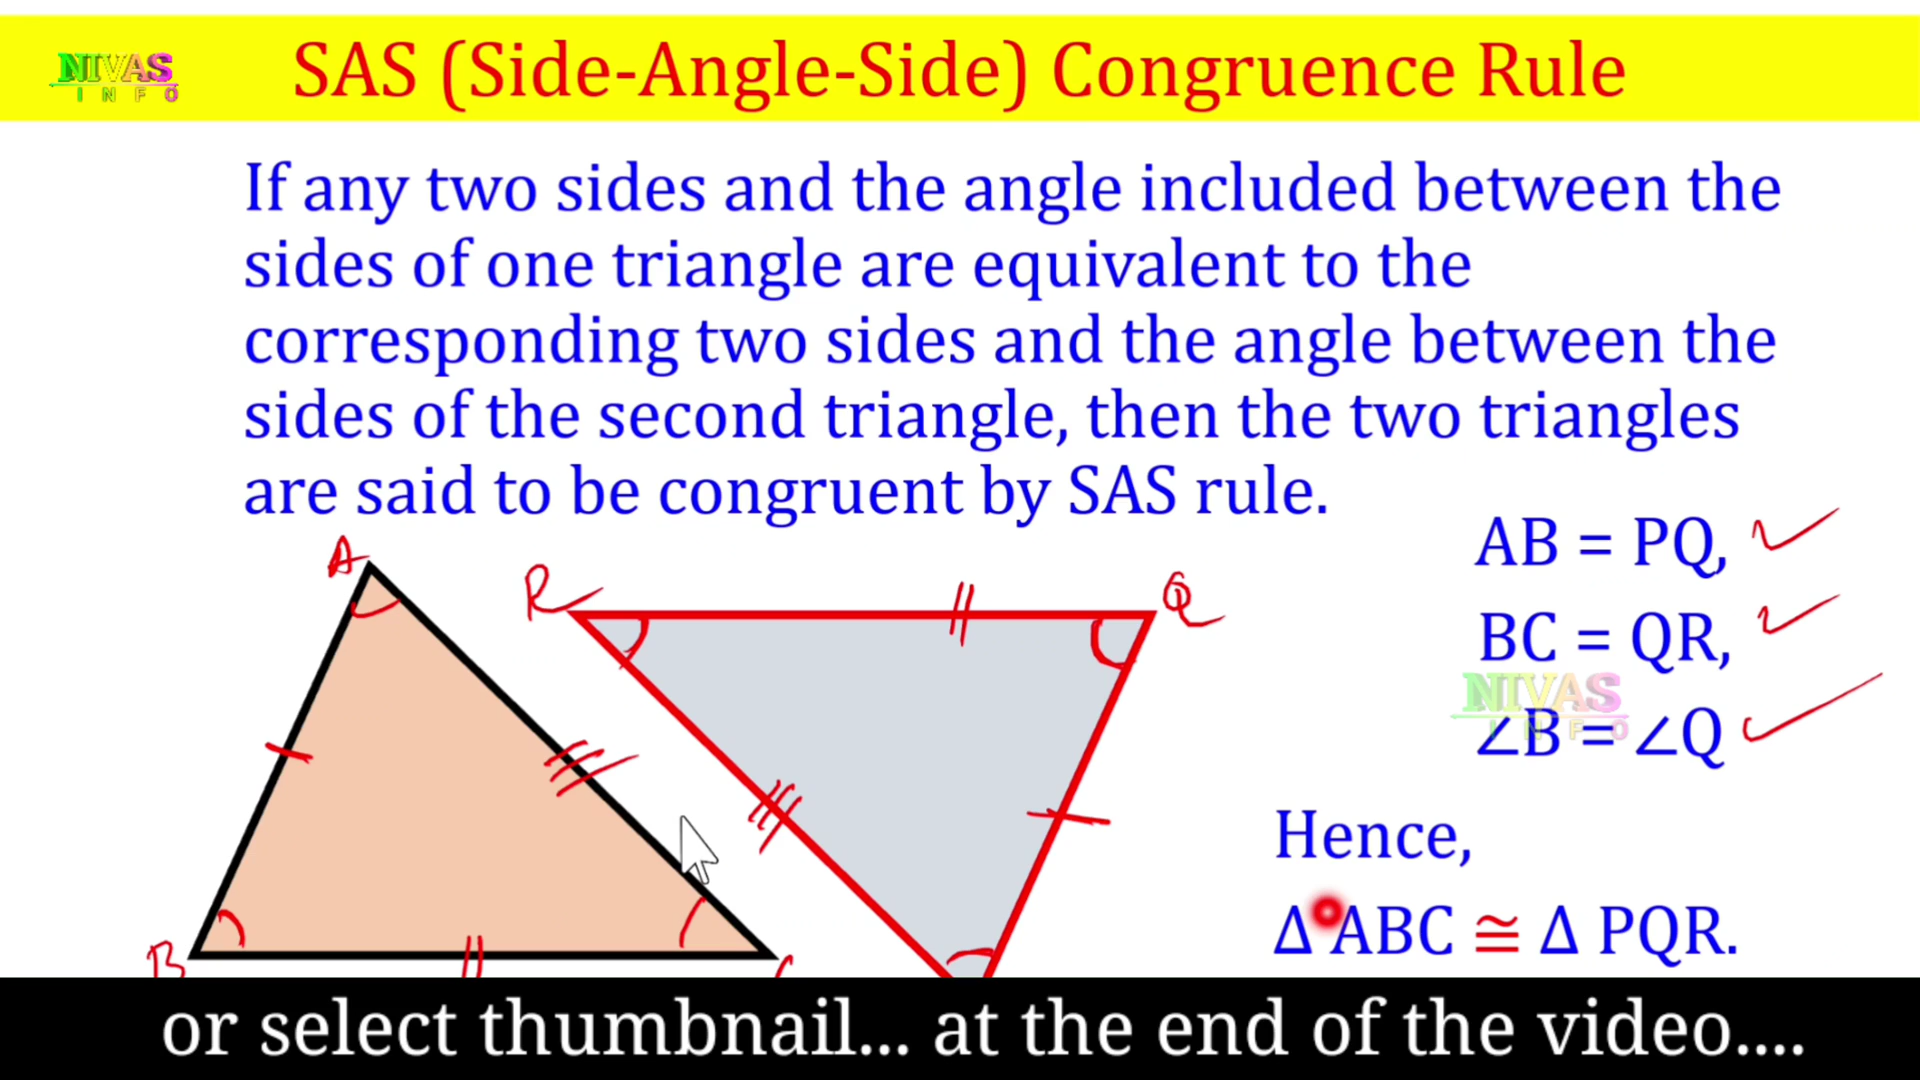 NIVAS
INFO
SAS (Side-Angle-Side) Congruence Rule
If any two sides and the angle included between the
sides of one triangle are equivalent to the
corresponding two sides and the angle between the
sides of the second triangle, then the two triangles
are said to be congruent by SAS rule.
AB = PQ,
A
R
Q
BC = QR,
NIVAS
INFO
∠B = ∠Q
Hence,
Δ ABC ≅ Δ PQR.
B
or select thumbnail... at the end of the video....